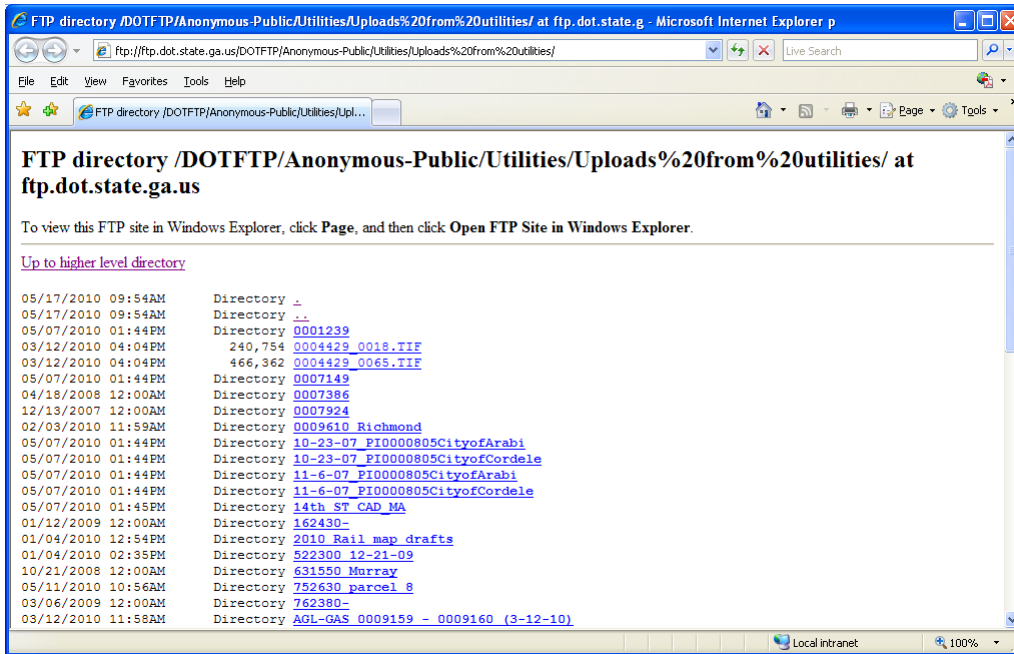 FTP directory /DOTFTP/Anonymous-Public/Utilities/Uploads%20from%20utilities/ at ftp.dot.state.g - Microsoft Internet Explorer p
ftp://ftp.dot.state.ga.us/DOTFTP/Anonymous-Public/Utilities/Uploads%20from%20utilities/
Live Search
File Edit View Favorites Tools Help
FTP directory /DOTFTP/Anonymous-Public/Utilities/Upl...
Page Tools
FTP directory /DOTFTP/Anonymous-Public/Utilities/Uploads%20from%20utilities/ at
ftp.dot.state.ga.us
To view this FTP site in Windows Explorer, click Page, and then click Open FTP Site in Windows Explorer.
Up to higher level directory
05/17/2010 09:54AM Directory .
05/17/2010 09:54AM Directory ..
05/07/2010 01:44PM Directory 0001239
03/12/2010 04:04PM 240,754 0004429_0018.TIF
03/12/2010 04:04PM 466,362 0004429_0065.TIF
05/07/2010 01:44PM Directory 0007149
04/18/2008 12:00AM Directory 0007386
12/13/2007 12:00AM Directory 0007924
02/03/2010 11:59AM Directory 0009610 Richmond
05/07/2010 01:44PM Directory 10-23-07_PI0000805CityofArabi
05/07/2010 01:44PM Directory 10-23-07_PI0000805CityofCordele
05/07/2010 01:44PM Directory 11-6-07_PI0000805CityofArabi
05/07/2010 01:44PM Directory 11-6-07_PI0000805CityofCordele
05/07/2010 01:45PM Directory 14th ST CAD_MA
01/12/2009 12:00AM Directory 162430-
01/04/2010 12:54PM Directory 2010 Rail map drafts
01/04/2010 02:35PM Directory 522300 12-21-09
10/21/2008 12:00AM Directory 631550 Murray
05/11/2010 10:56AM Directory 752630 parcel 8
03/06/2009 12:00AM Directory 762380-
03/12/2010 11:58AM Directory AGL-GAS 0009159 - 0009160 (3-12-10)
Local intranet 100%